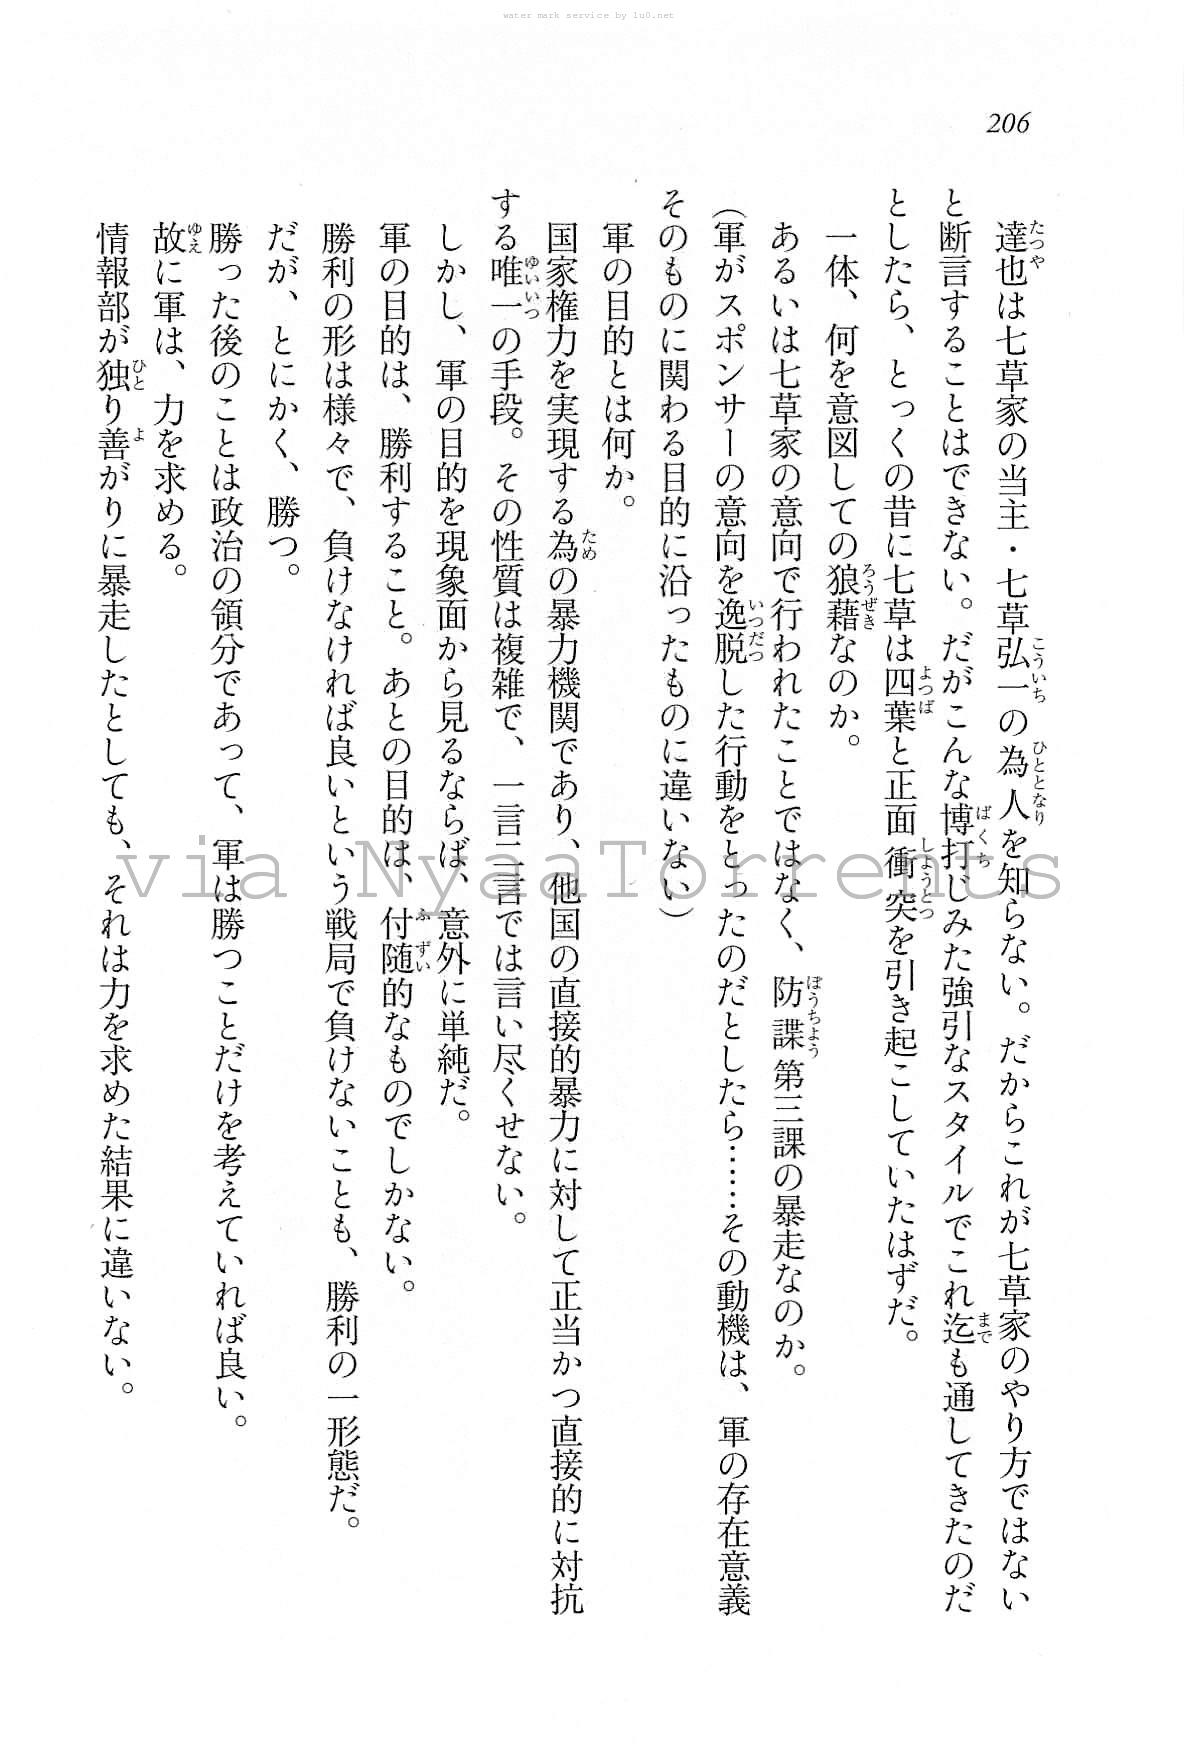 water mark service by lu0.net
206
達也は七草家の当主・七草弘一の為人を知らない。だからこれが七草家のやり方ではない
と断言することはできない。だがこんな博打じみた強引なスタイルでこれ迄も通してきたのだ
としたら、とっくの昔に七草は四葉と正面衝突を引き起こしていたはずだ。
一体、何を意図しての狼藉なのか。
あるいは七草家の意向で行われたことではなく、防諜第三課の暴走なのか。
（軍がスポンサーの意向を逸脱した行動をとったのだとしたら……その動機は、軍の存在意義
そのものに関わる目的に沿ったものに違いない）
軍の目的とは何か。
国家権力を実現する為の暴力機関であり、他国の直接的暴力に対して正当かつ直接的に対抗
する唯一の手段。その性質は複雑で、一言二言では言い尽くせない。
しかし、軍の目的を現象面から見るならば、意外に単純だ。
軍の目的は、勝利すること。あとの目的は、付随的なものでしかない。
勝利の形は様々で、負けなければ良いという戦局で負けないことも、勝利の一形態だ。
だが、とにかく、勝つ。
勝った後のことは政治の領分であって、軍は勝つことだけを考えていれば良い。
故に軍は、力を求める。
情報部が独り善がりに暴走したとしても、それは力を求めた結果に違いない。
via NyaaTorrents